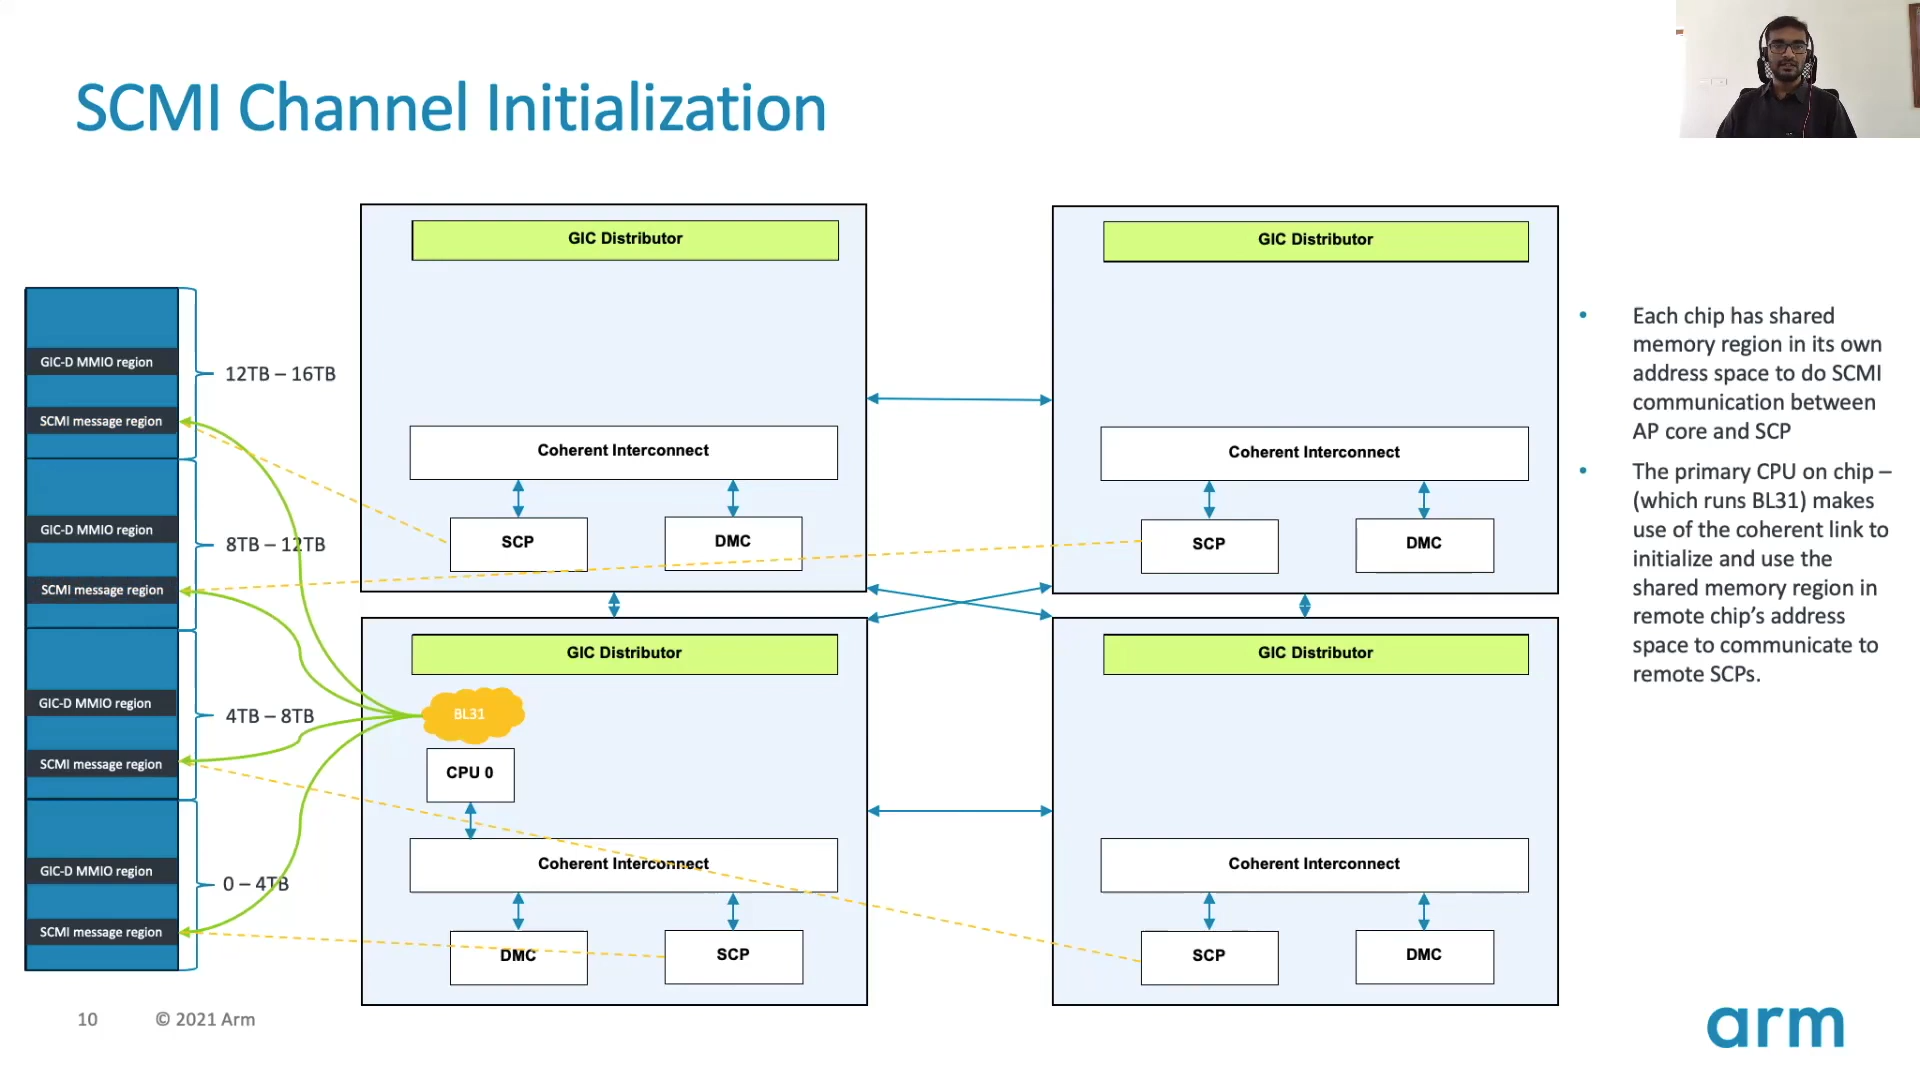 SCMI Channel Initialization
GIC-D MMIO region
SCMI message region
12TB – 16TB
GIC-D MMIO region
SCMI message region
8TB – 12TB
GIC-D MMIO region
SCMI message region
4TB – 8TB
GIC-D MMIO region
SCMI message region
0 – 4TB
GIC Distributor
Coherent Interconnect
SCP
DMC
GIC Distributor
Coherent Interconnect
SCP
DMC
GIC Distributor
BL31
CPU 0
Coherent Interconnect
DMC
SCP
GIC Distributor
Coherent Interconnect
SCP
DMC
• Each chip has shared
memory region in its own
address space to do SCMI
communication between
AP core and SCP
• The primary CPU on chip –
(which runs BL31) makes
use of the coherent link to
initialize and use the
shared memory region in
remote chip’s address
space to communicate to
remote SCPs.
10
© 2021 Arm
arm